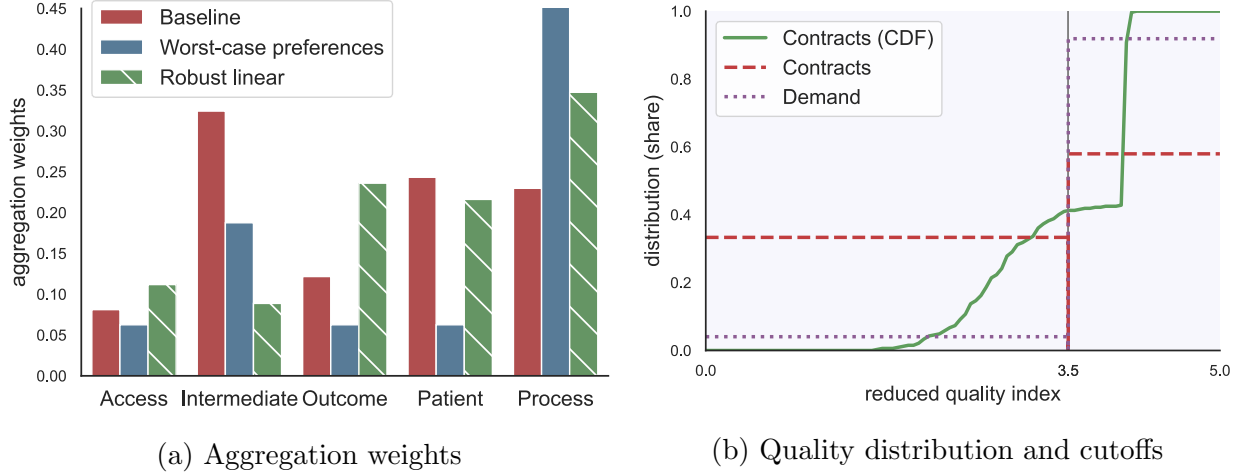 0.45
0.40
0.35
0.30
0.25
0.20
0.15
0.10
0.05
0.00
aggregation weights
Baseline
Worst-case preferences
Robust linear
Access Intermediate Outcome Patient Process
(a) Aggregation weights
1.0
0.8
0.6
0.4
0.2
0.0
distribution (share)
Contracts (CDF)
Contracts
Demand
0.0 3.5 5.0
reduced quality index
(b) Quality distribution and cutoffs